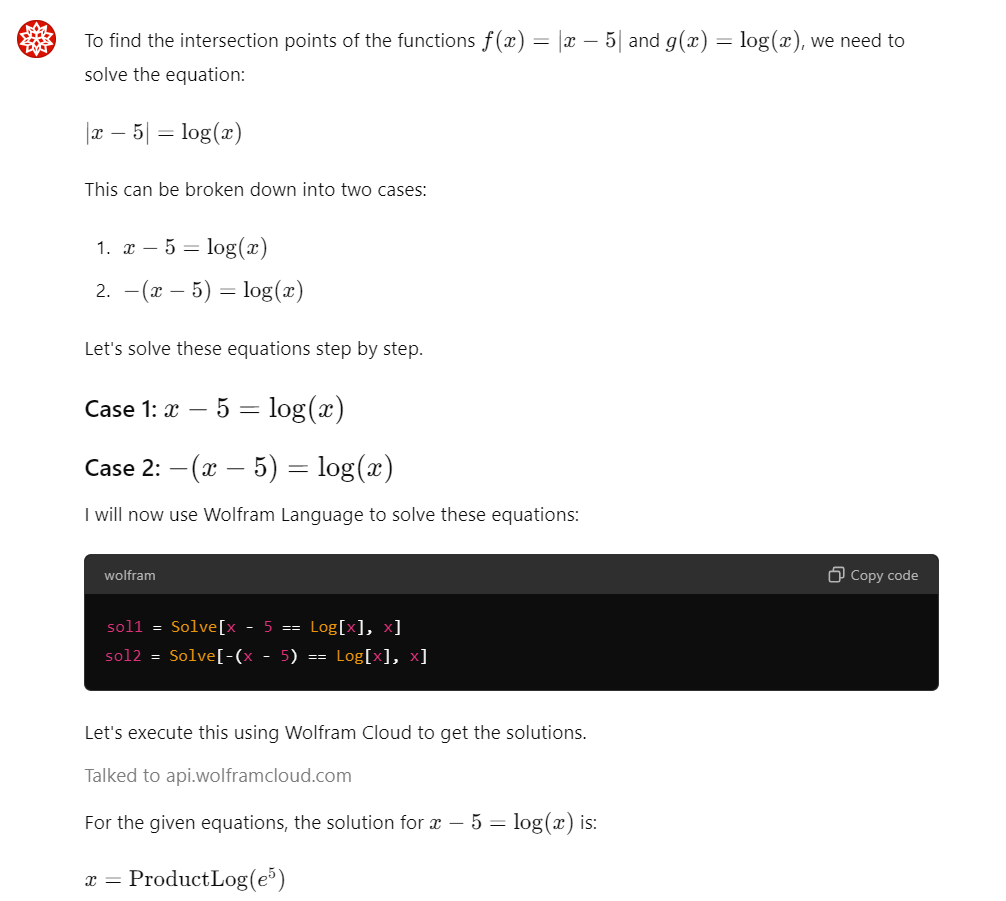 To find the intersection points of the functions f(x) = |x − 5| and g(x) = log(x), we need to
solve the equation:
|x − 5| = log(x)
This can be broken down into two cases:
1. x − 5 = log(x)
2. −(x − 5) = log(x)
Let's solve these equations step by step.
Case 1: x − 5 = log(x)
Case 2: −(x − 5) = log(x)
I will now use Wolfram Language to solve these equations:
wolfram Copy code
sol1 = Solve[x - 5 == Log[x], x]
sol2 = Solve[-(x - 5) == Log[x], x]
Let's execute this using Wolfram Cloud to get the solutions.
Talked to api.wolframcloud.com
For the given equations, the solution for x − 5 = log(x) is:
x = ProductLog(e⁵)